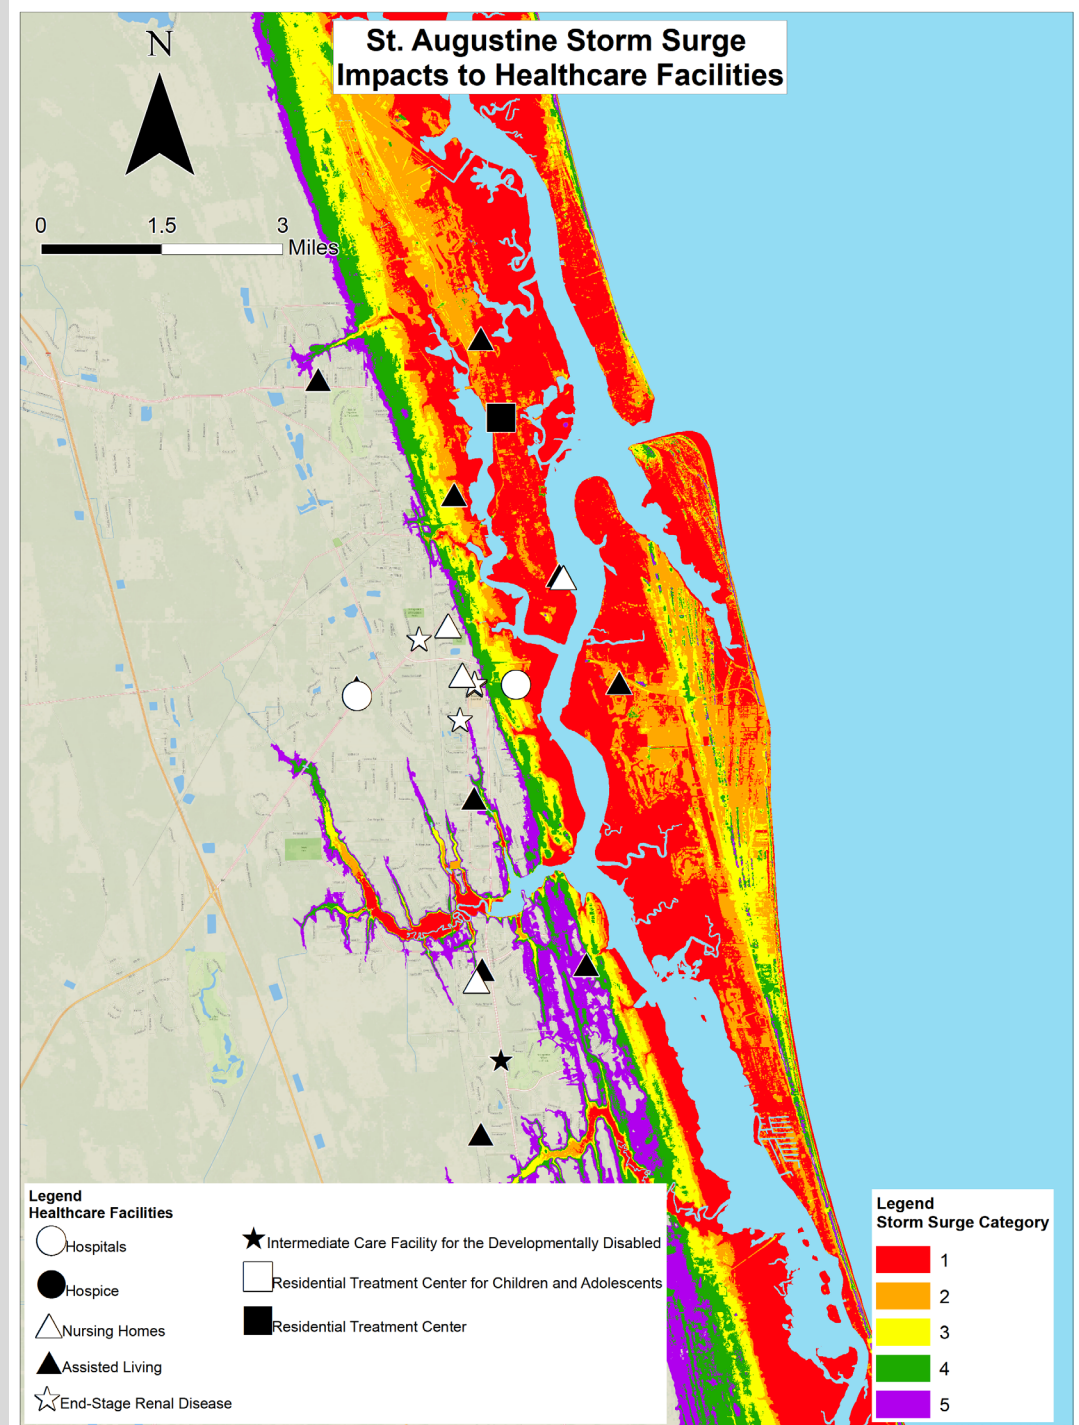 St. Augustine Storm Surge
Impacts to Healthcare Facilities
N
0 1.5 3
Miles
Legend
Healthcare Facilities
Hospitals
Hospice
Nursing Homes
Assisted Living
End-Stage Renal Disease
Intermediate Care Facility for the Developmentally Disabled
Residential Treatment Center for Children and Adolescents
Residential Treatment Center
Legend
Storm Surge Category
1
2
3
4
5